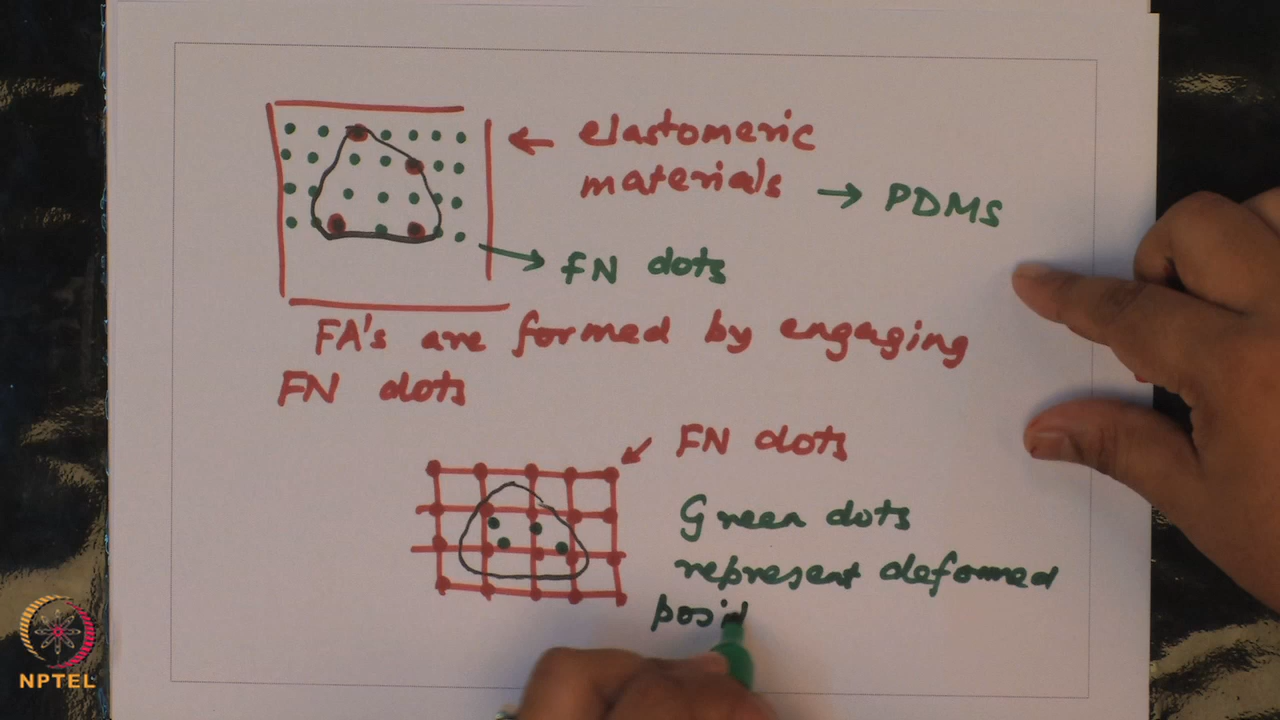 elastomeric
materials → PDMS
FN dots
FA's are formed by engaging
FN dots
FN dots
Green dots
represent deformed
NPTEL